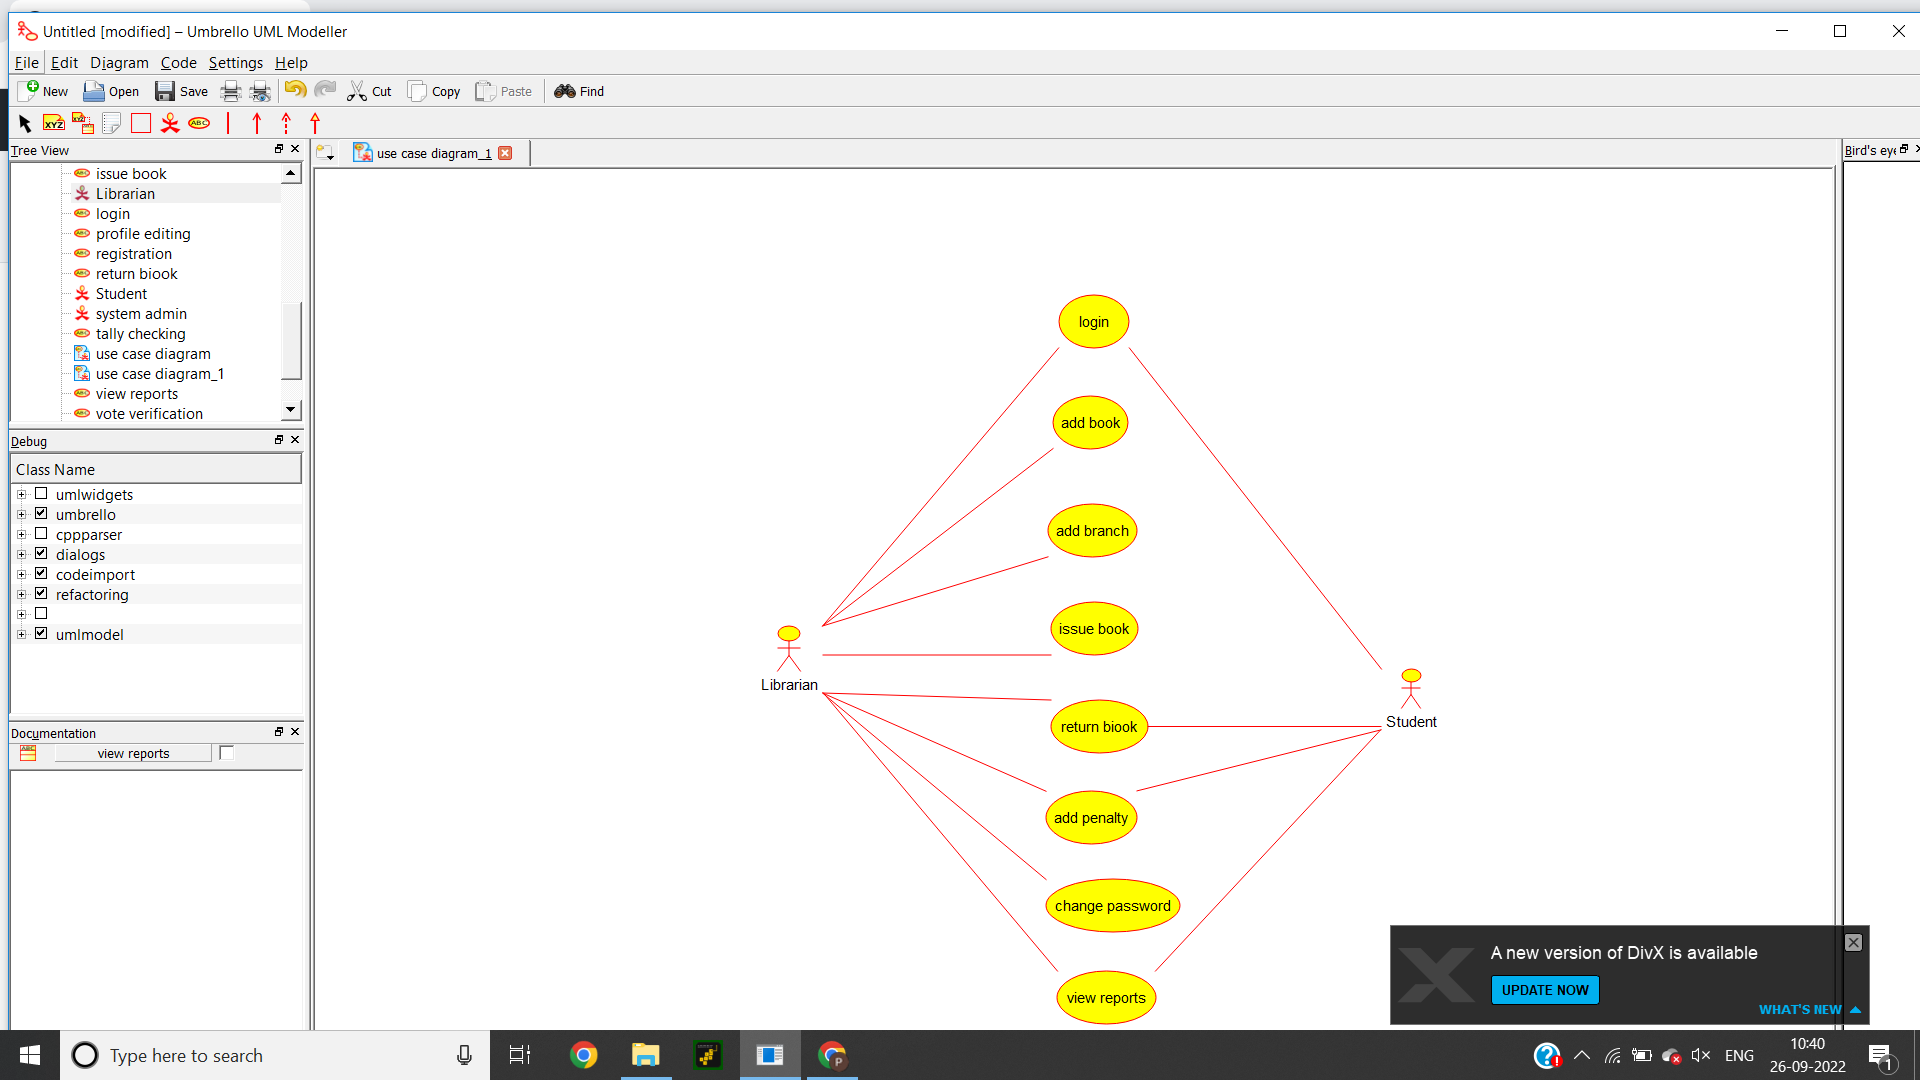 Untitled [modified] – Umbrello UML Modeller
File Edit Diagram Code Settings Help
New Open Save Cut Copy Paste Find
XYZ XYZ ABC
Tree View
issue book
Librarian
login
profile editing
registration
return biook
Student
system admin
tally checking
use case diagram
use case diagram_1
view reports
vote verification
Debug
Class Name
umlwidgets
umbrello
cppparser
dialogs
codeimport
refactoring
umlmodel
Documentation
view reports
use case diagram_1
Bird's eye
login
add book
add branch
issue book
return biook
add penalty
change password
view reports
Librarian
Student
A new version of DivX is available
UPDATE NOW
WHAT'S NEW
Type here to search
ENG
10:40
26-09-2022
1